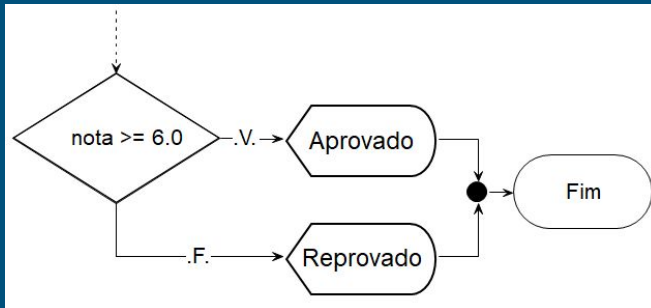 nota >= 6.0
.V.
Aprovado
Fim
.F.
Reprovado